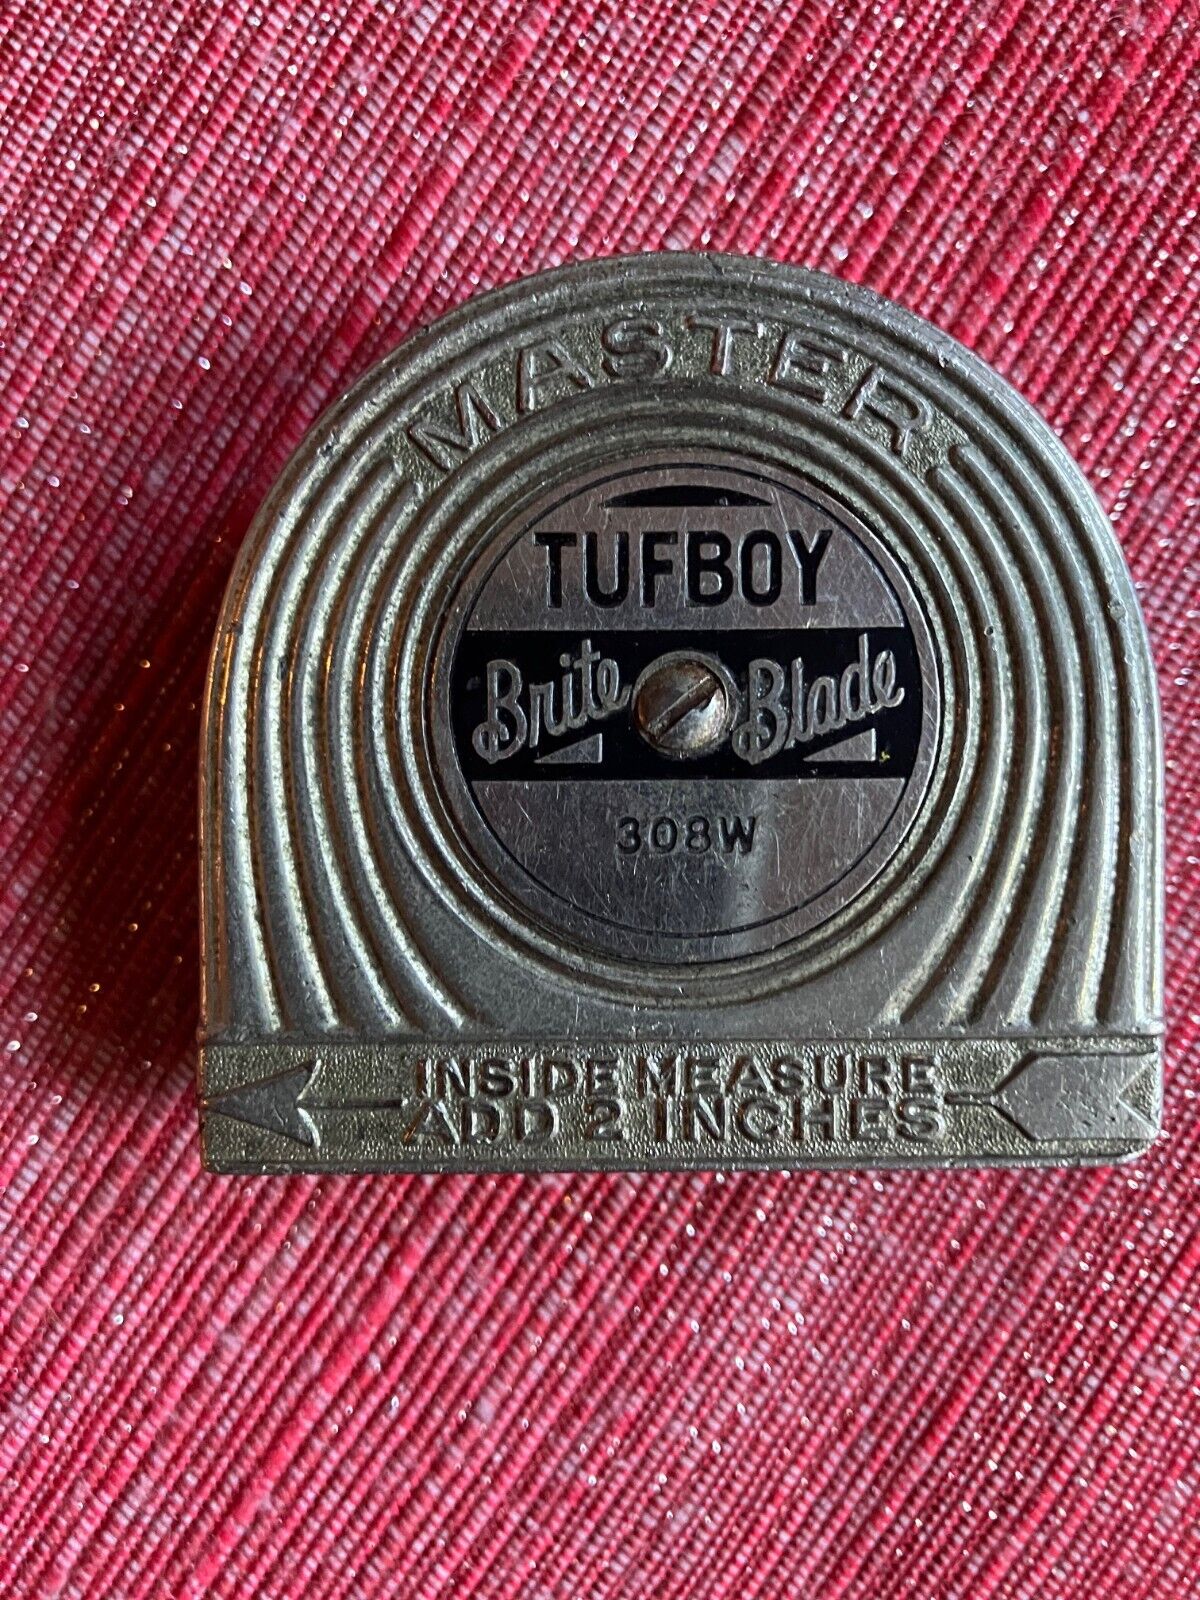 MASTER
TUFBOY
Brite Blade
308W
INSIDE MEASURE
ADD 2 INCHES